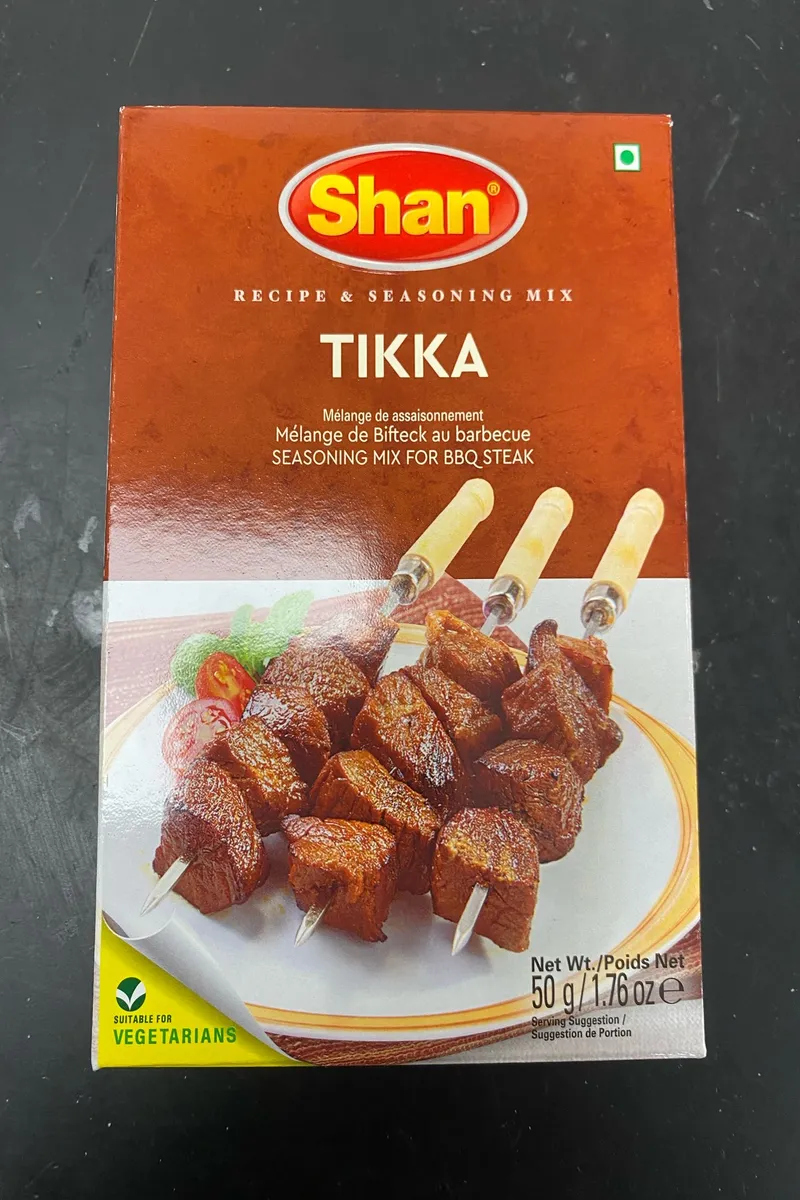 Shan®
RECIPE & SEASONING MIX
TIKKA
Mélange de assaisonnement
Mélange de Bifteck au barbecue
SEASONING MIX FOR BBQ STEAK
SUITABLE FOR
VEGETARIANS
Net Wt./Poids Net
50 g/1.76 oz ℮
Serving Suggestion /
Suggestion de Portion